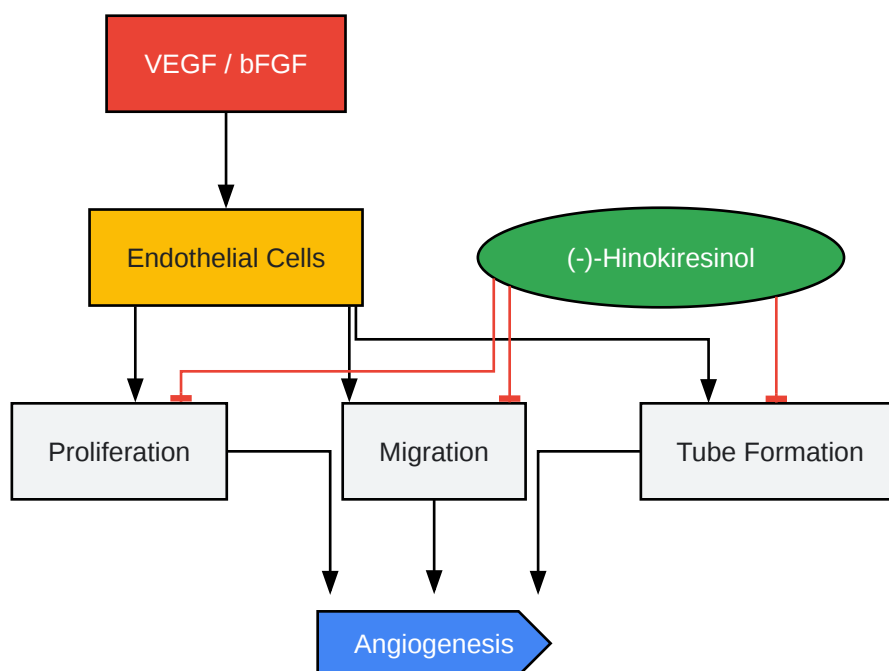 VEGF / bFGF
Endothelial Cells
(-)-Hinokiresinol
Proliferation
Migration
Tube Formation
Angiogenesis